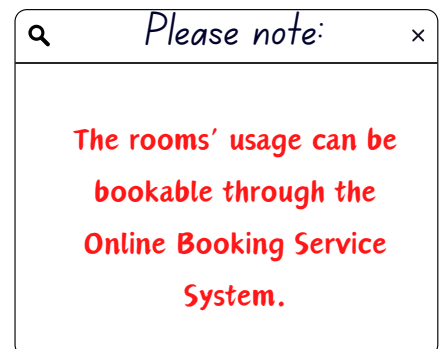 Please note:
The rooms' usage can be
bookable through the
Online Booking Service
System.